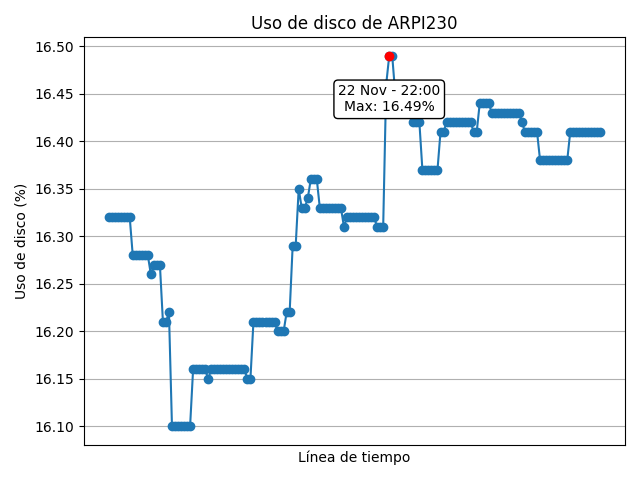 Uso de disco de ARPI230
16.50
16.45
16.40
16.35
16.30
16.25
16.20
16.15
16.10
Uso de disco (%)
22 Nov - 22:00
Max: 16.49%
Línea de tiempo